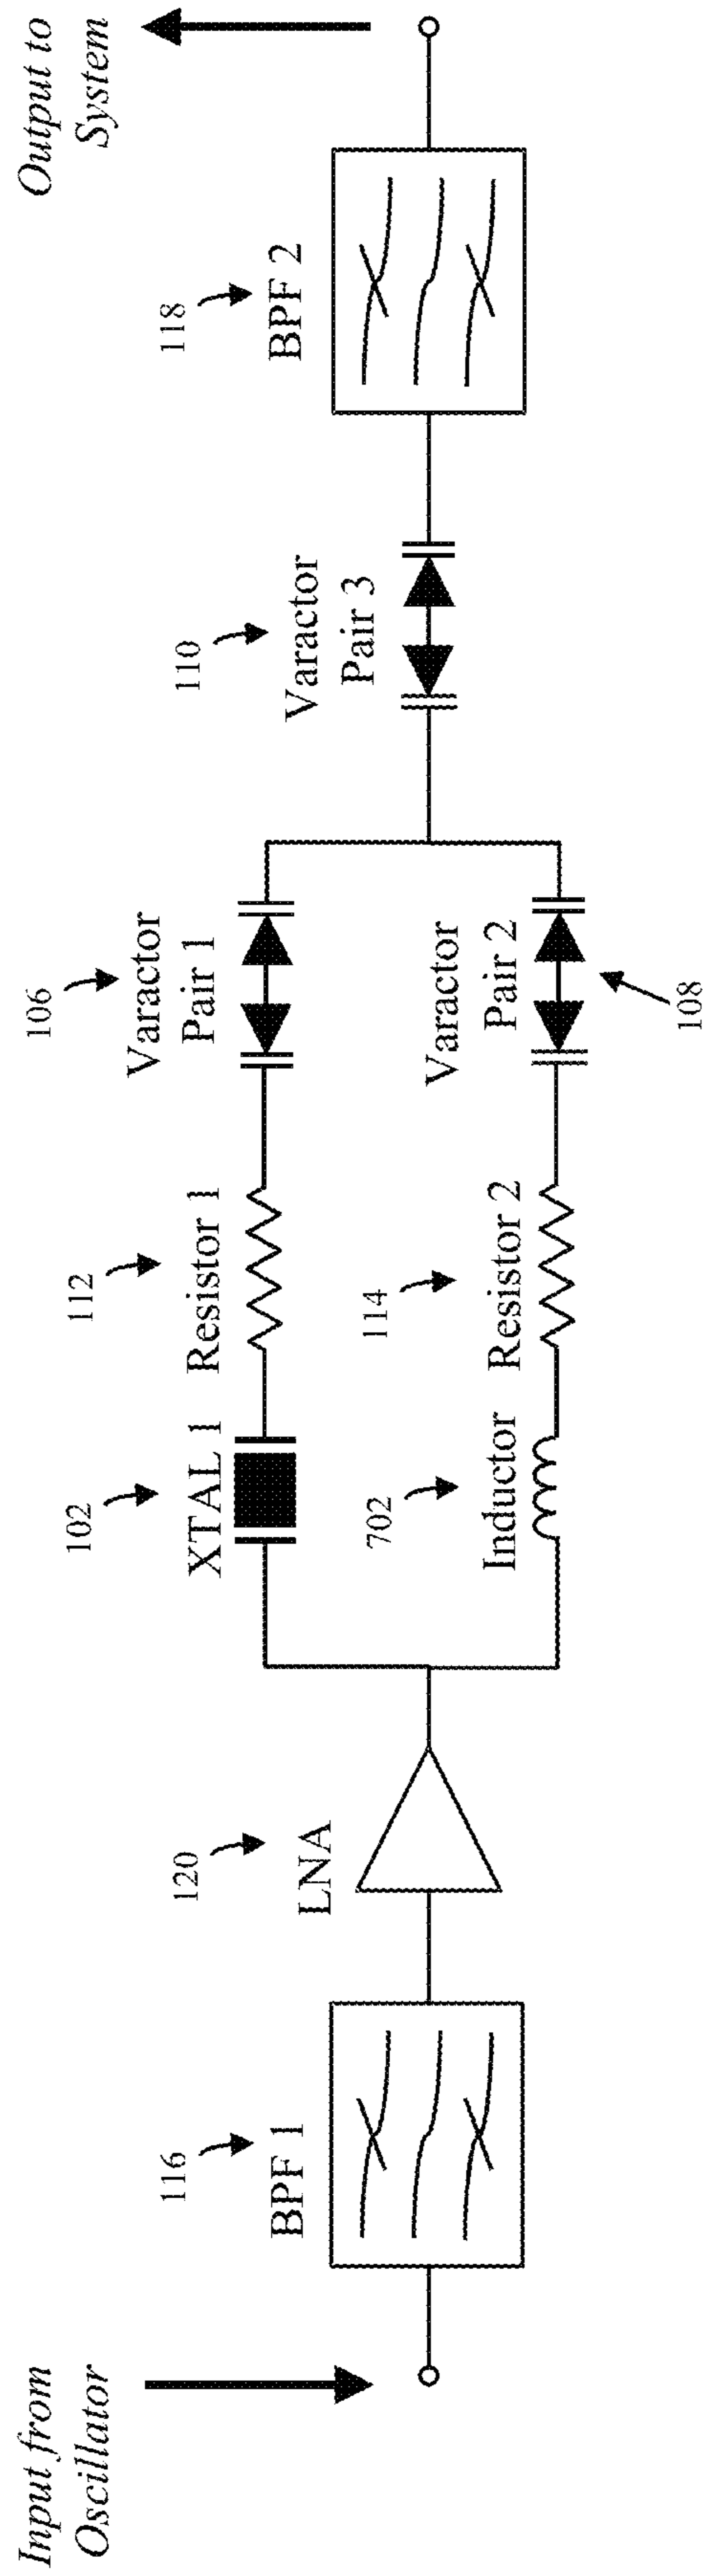 Input from
Oscillator
116
BPF 1
120
LNA
102
XTAL 1
112
Resistor 1
106
Varactor
Pair 1
702
Inductor
114
Resistor 2
Varactor
Pair 2
108
110
Varactor
Pair 3
118
BPF 2
Output to
System